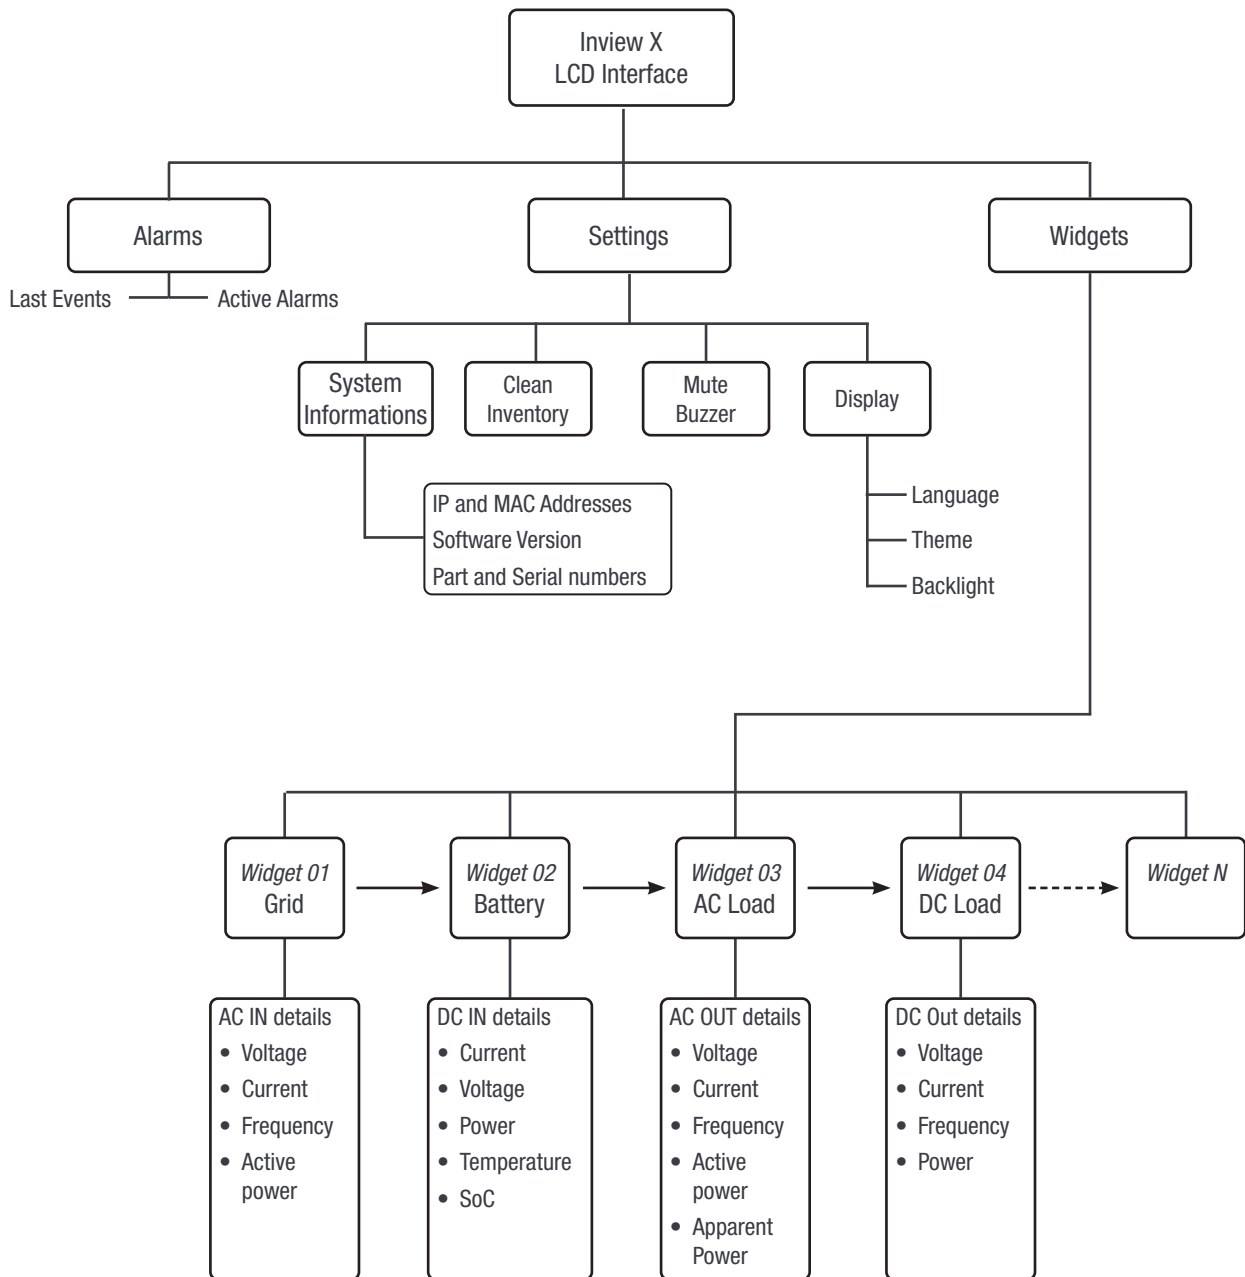 Inview X
LCD Interface
Alarms
Settings
Widgets
Last Events
Active Alarms
System
Informations
Clean
Inventory
Mute
Buzzer
Display
IP and MAC Addresses
Software Version
Part and Serial numbers
Language
Theme
Backlight
Widget 01
Grid
Widget 02
Battery
Widget 03
AC Load
Widget 04
DC Load
Widget N
AC IN details
• Voltage
• Current
• Frequency
• Active
power
DC IN details
• Current
• Voltage
• Power
• Temperature
• SoC
AC OUT details
• Voltage
• Current
• Frequency
• Active
power
• Apparent
Power
DC Out details
• Voltage
• Current
• Frequency
• Power